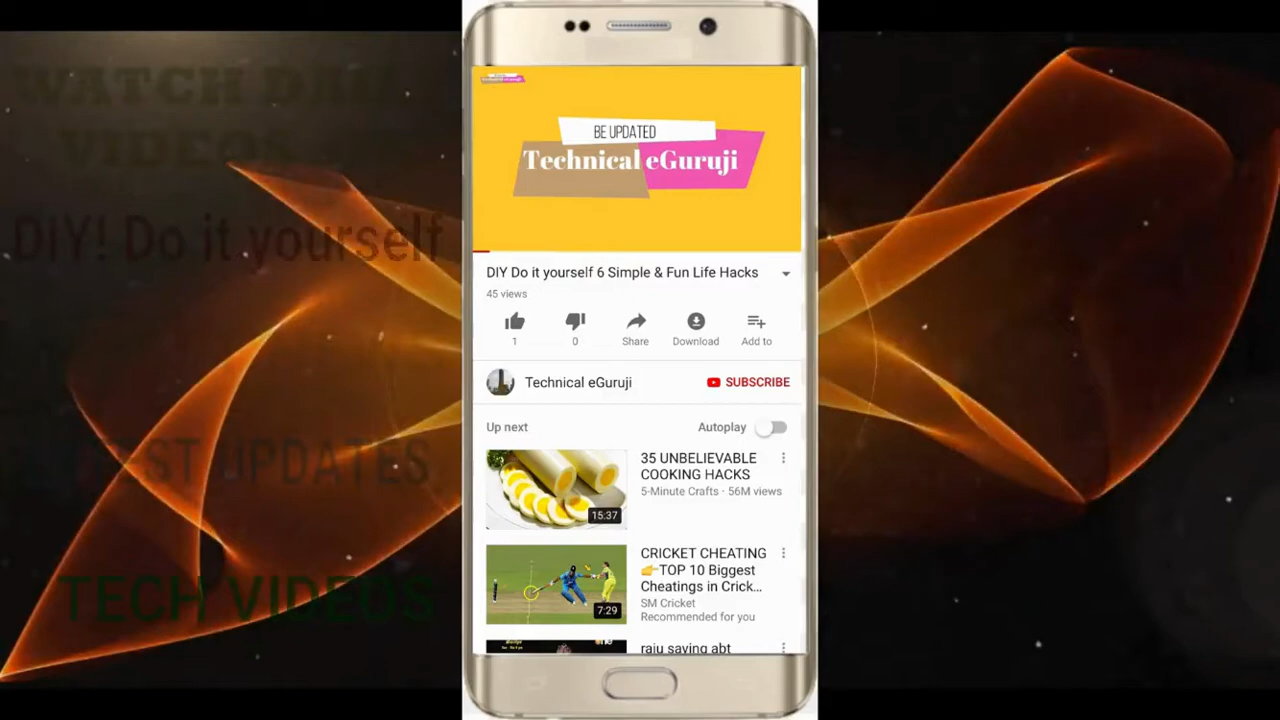 WATCH
VIDEOS
DiY! Do it yourself
UPDATES
TECH VIDEOS
BE UPDATED
Technical eGuruji
DIY Do it yourself 6 Simple & Fun Life Hacks
45 views
1
0
Share
Download
Add to
Technical eGuruji
SUBSCRIBE
Up next
Autoplay
35 UNBELIEVABLE
COOKING HACKS
5-Minute Crafts · 56M views
15:37
CRICKET CHEATING
👉TOP 10 Biggest
Cheatings in Crick...
SM Cricket
Recommended for you
7:29
raju saying abt